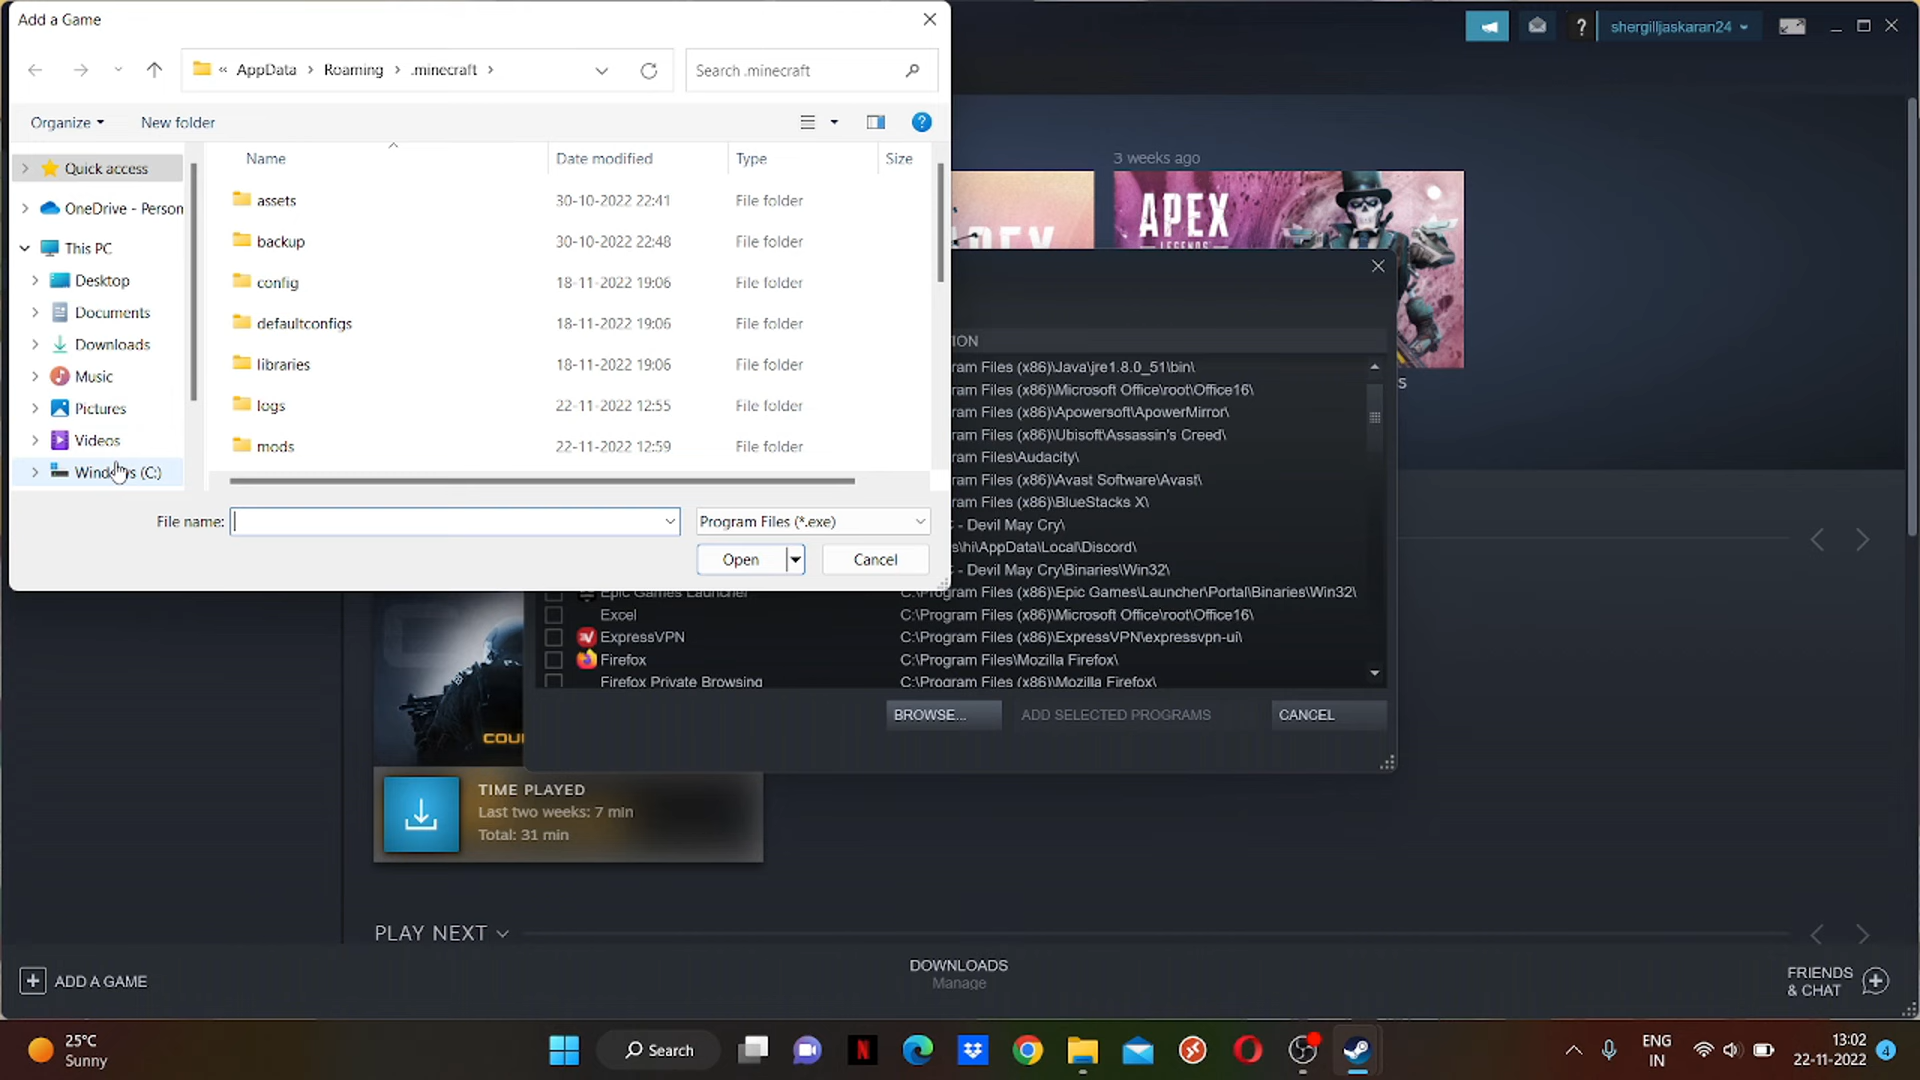 Add a Game
shergilljaskaran24
« AppData > Roaming > .minecraft >
Search .minecraft
Organize
New folder
?
?
Name
Date modified
Type
Size
Quick access
OneDrive - Person
This PC
Desktop
Documents
Downloads
Music
Pictures
Videos
Windows (C:)
assets 30-10-2022 22:41 File folder
backup 30-10-2022 22:48 File folder
config 18-11-2022 19:06 File folder
defaultconfigs 18-11-2022 19:06 File folder
libraries 18-11-2022 19:06 File folder
logs 22-11-2022 12:55 File folder
mods 22-11-2022 12:59 File folder
File name:
Program Files (*.exe)
Open
Cancel
3 weeks ago
APEX
LEGENDS
ION
ram Files (x86)\Java\jre1.8.0_51\bin\
ram Files (x86)\Microsoft Office\root\Office16\
ram Files (x86)\Apowersoft\ApowerMirror\
ram Files (x86)\Ubisoft\Assassin's Creed\
ram Files\Audacity\
ram Files\Avast Software\Avast\
ram Files (x86)\BlueStacks X\
- Devil May Cry\
s\hi\AppData\Local\Discord\
- Devil May Cry\Binaries\Win32\
Epic Games Launcher C:\Program Files (x86)\Epic Games\Launcher\Portal\Binaries\Win32\
Excel C:\Program Files (x86)\Microsoft Office\root\Office16\
ExpressVPN C:\Program Files (x86)\ExpressVPN\expressvpn-ui\
Firefox C:\Program Files\Mozilla Firefox\
Firefox Private Browsing C:\Program Files (x86)\Mozilla Firefox\
BROWSE...
ADD SELECTED PROGRAMS
CANCEL
COU
TIME PLAYED
Last two weeks: 7 min
Total: 31 min
PLAY NEXT
ADD A GAME
DOWNLOADS
Manage
FRIENDS
& CHAT
25°C
Sunny
Search
ENG
IN
13:02
22-11-2022
4